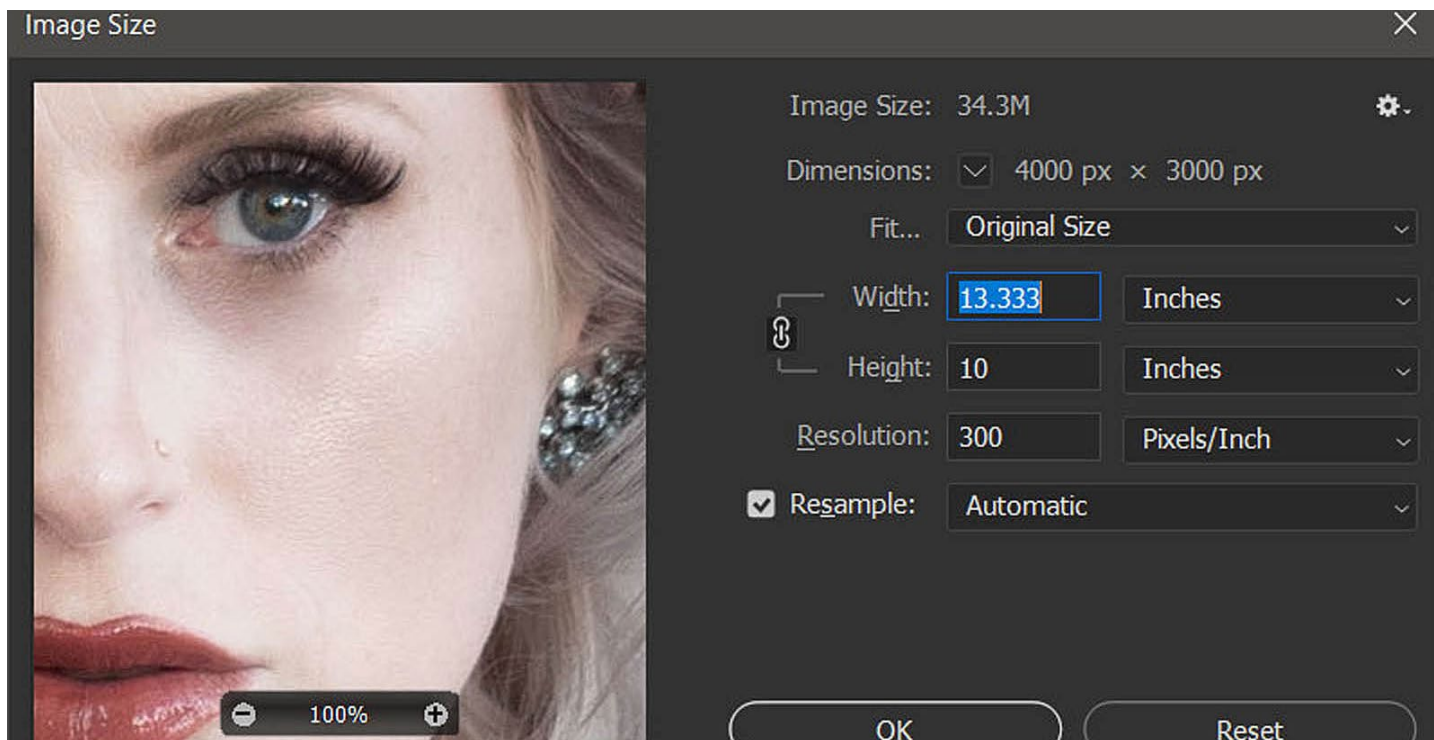 Image Size
Image Size: 34.3M
Dimensions: 4000 px × 3000 px
Fit... Original Size
Width: 13.333 Inches
Height: 10 Inches
Resolution: 300 Pixels/Inch
Resample: Automatic
100%
OK Reset